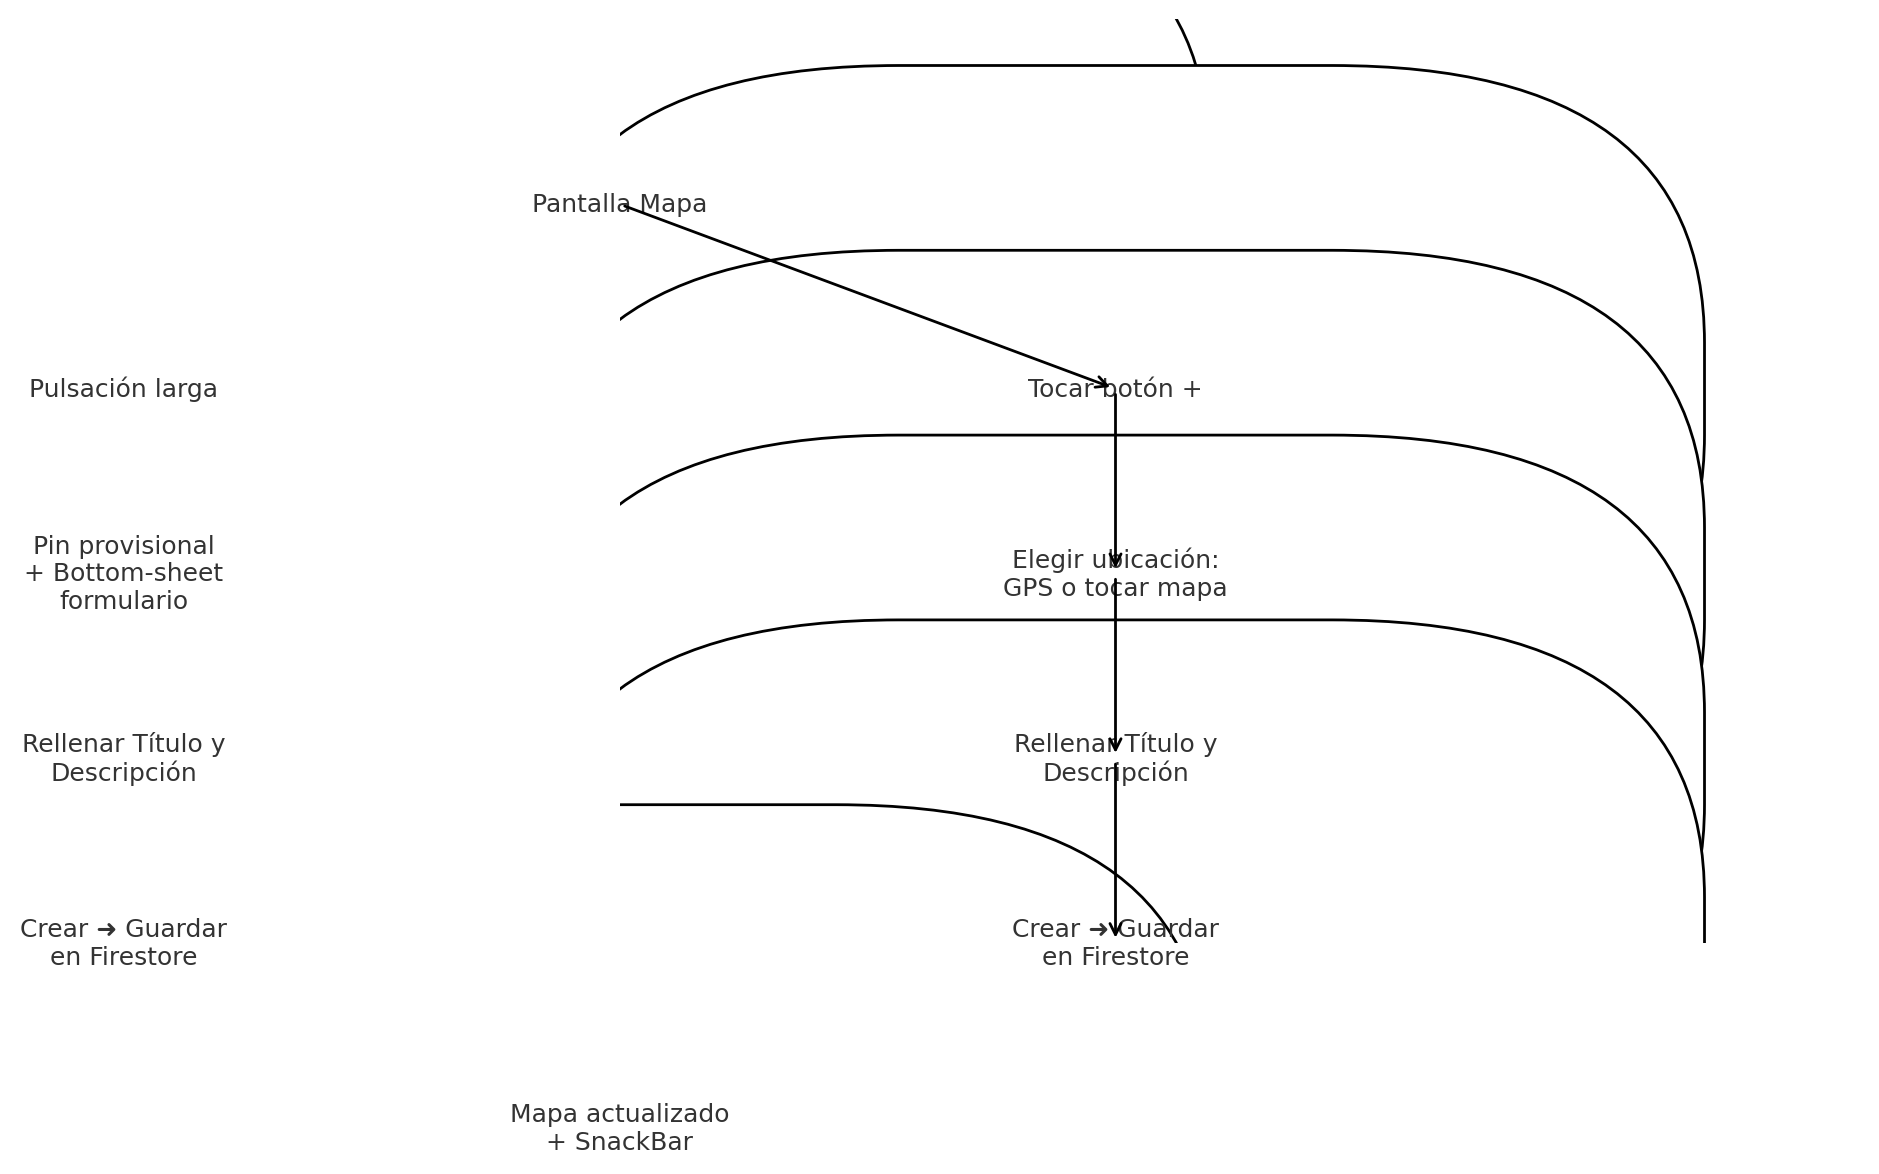 Pantalla Mapa
Pulsación larga
Tocar botón +
Pin provisional
+ Bottom-sheet
formulario
Elegir ubicación:
GPS o tocar mapa
Rellenar Título y
Descripción
Rellenar Título y
Descripción
Crear ➜ Guardar
en Firestore
Crear ➜ Guardar
en Firestore
Mapa actualizado
+ SnackBar